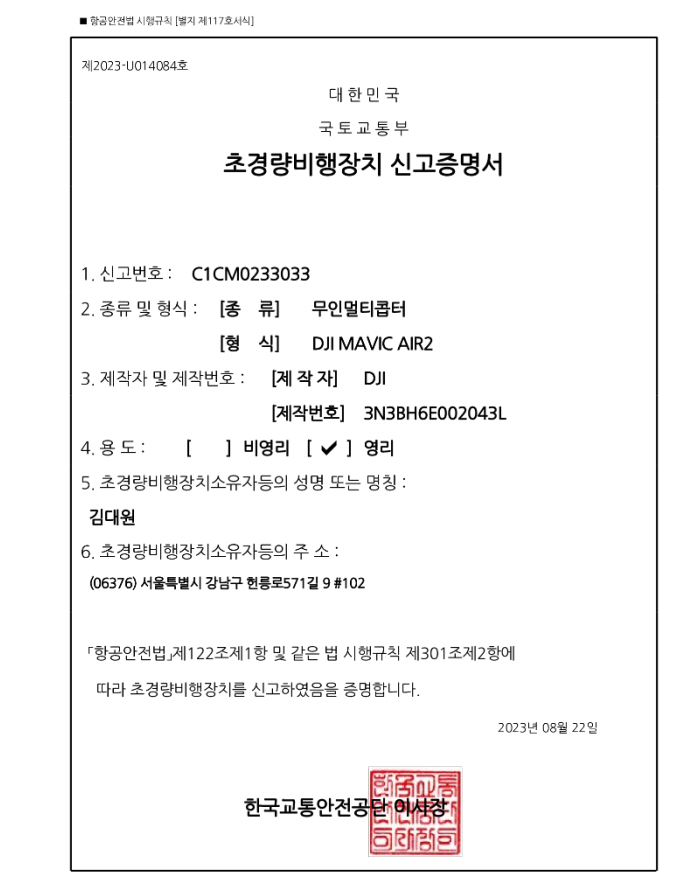 ■ 항공안전법 시행규칙 [별지 제117호서식]
제2023-U014084호
대 한 민 국
국 토 교 통 부
초경량비행장치 신고증명서
1. 신고번호 : C1CM0233033
2. 종류 및 형식 : [종 류] 무인멀티콥터
[형 식] DJI MAVIC AIR2
3. 제작자 및 제작번호 : [제 작 자] DJI
[제작번호] 3N3BH6E002043L
4. 용 도 : [ ] 비영리 [ ✔ ] 영리
5. 초경량비행장치소유자등의 성명 또는 명칭 :
김대원
6. 초경량비행장치소유자등의 주 소 :
(06376) 서울특별시 강남구 헌릉로571길 9 #102
「항공안전법」제122조제1항 및 같은 법 시행규칙 제301조제2항에
따라 초경량비행장치를 신고하였음을 증명합니다.
2023년 08월 22일
한국교통안전공단 이사장